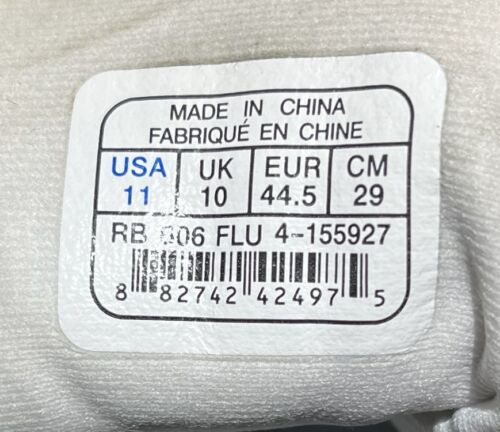 MADE IN CHINA
FABRIQUÉ EN CHINE
USA UK EUR CM
11 10 44.5 29
RB 606 FLU 4-155927
8 82742 42497 5